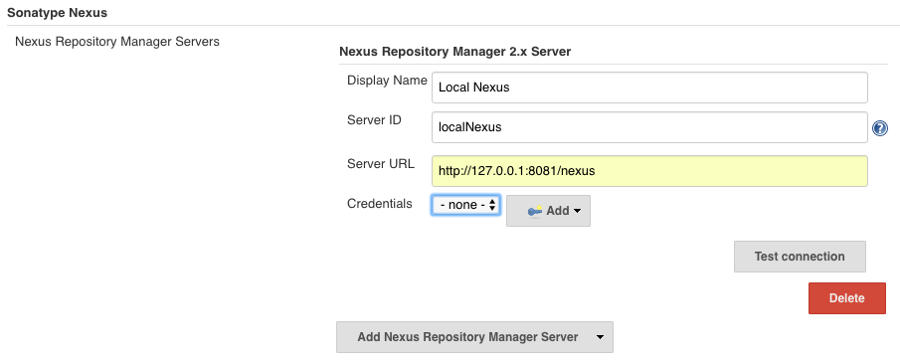 Sonatype Nexus
Nexus Repository Manager Servers
Nexus Repository Manager 2.x Server
Display Name Local Nexus
Server ID localNexus ?
Server URL http://127.0.0.1:8081/nexus
Credentials - none - Add
Test connection
Delete
Add Nexus Repository Manager Server